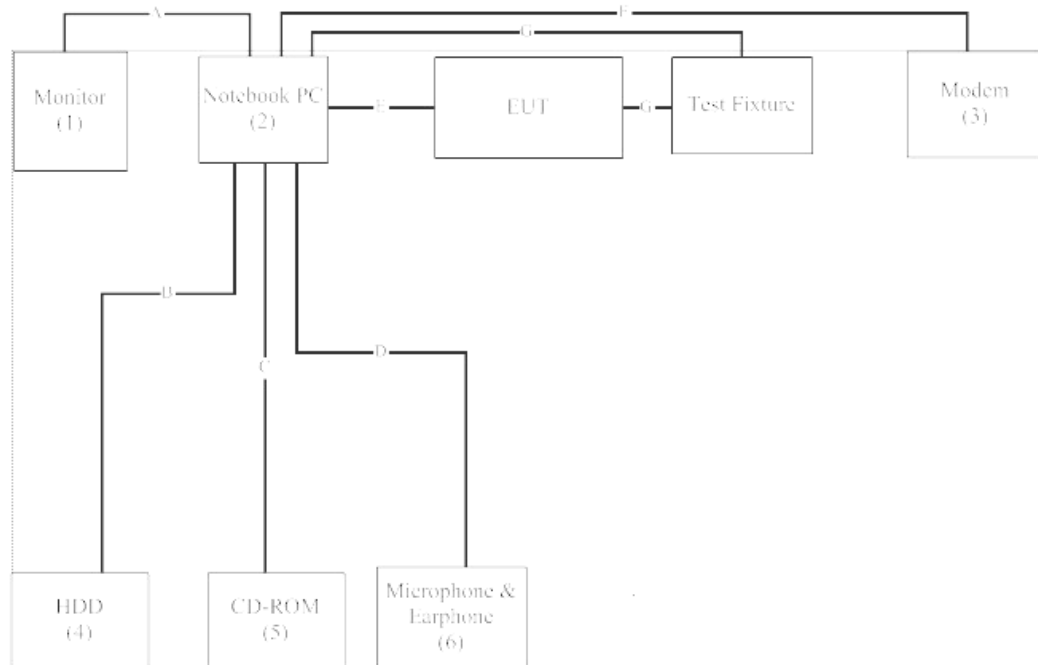 A
F
G
Monitor
(1)
Notebook PC
(2)
E
EUT
G
Test Fixture
Modem
(3)
B
D
C
HDD
(4)
CD-ROM
(5)
Microphone &
Earphone
(6)